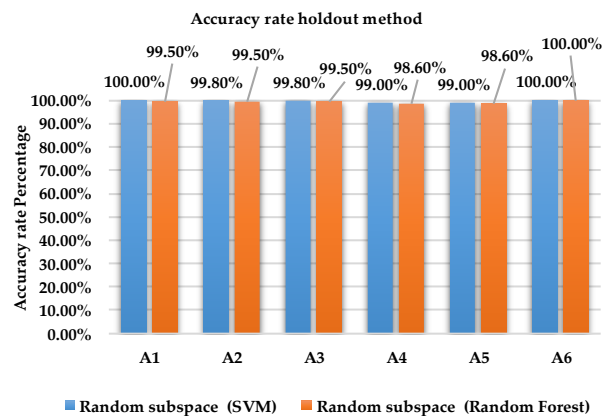 Accuracy rate holdout method
100.00% 99.50% 99.80% 99.50% 99.80% 99.50% 99.00% 98.60% 99.00% 98.60% 100.00% 100.00%
Accuracy rate Percentage
100.00%
90.00%
80.00%
70.00%
60.00%
50.00%
40.00%
30.00%
20.00%
10.00%
0.00%
A1 A2 A3 A4 A5 A6
Random subspace (SVM) Random subspace (Random Forest)